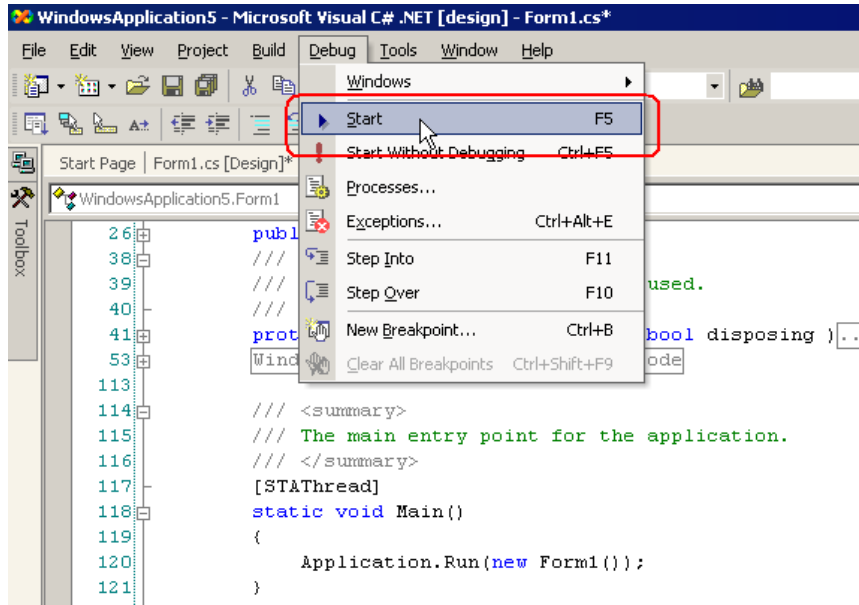 WindowsApplication5 - Microsoft Visual C# .NET [design] - Form1.cs*
File Edit View Project Build Debug Tools Window Help
Windows
Start F5
Start Without Debugging Ctrl+F5
Processes...
Exceptions... Ctrl+Alt+E
Step Into F11
Step Over F10
New Breakpoint... Ctrl+B
Clear All Breakpoints Ctrl+Shift+F9
Start Page Form1.cs [Design]*
WindowsApplication5.Form1
Toolbox
26 publ
38 ///
39 /// used.
40 ///
41 prot bool disposing )..
53 Wind ode
113
114 /// <summary>
115 /// The main entry point for the application.
116 /// </summary>
117 [STAThread]
118 static void Main()
119 {
120 Application.Run(new Form1());
121 }